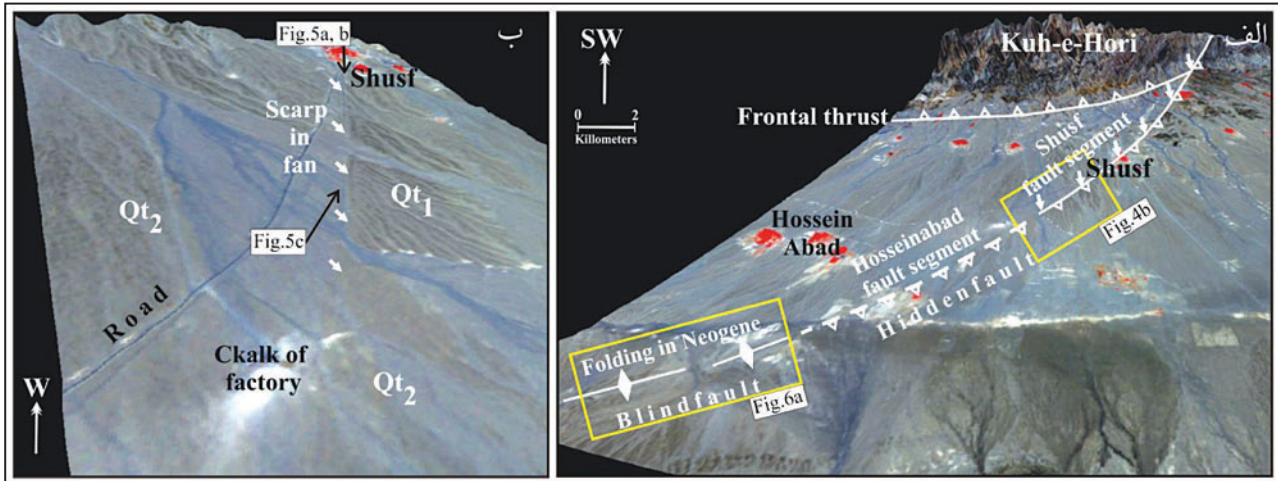 ب
Fig.5a, b
Shusf
Scarp
in
fan
Qt2
Qt1
Fig.5c
Road
Ckalk of
factory
Qt2
W
الف
SW
0 2
Killometers
Kuh-e-Hori
Frontal thrust
Shusf
fault segment
Shusf
Fig.4b
Hossein
Abad
Hosseinabad
fault segment
Hiddenfault
Folding in Neogene
Blindfault
Fig.6a